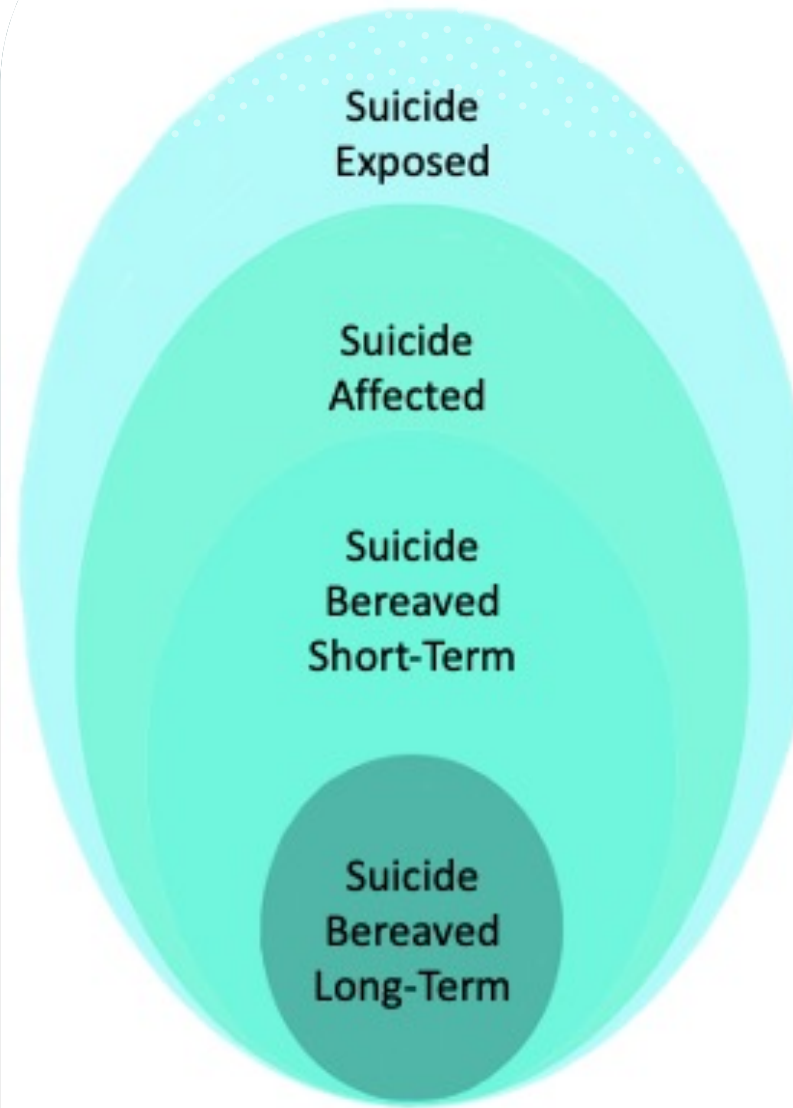 Suicide
Exposed
Suicide
Affected
Suicide
Bereaved
Short-Term
Suicide
Bereaved
Long-Term